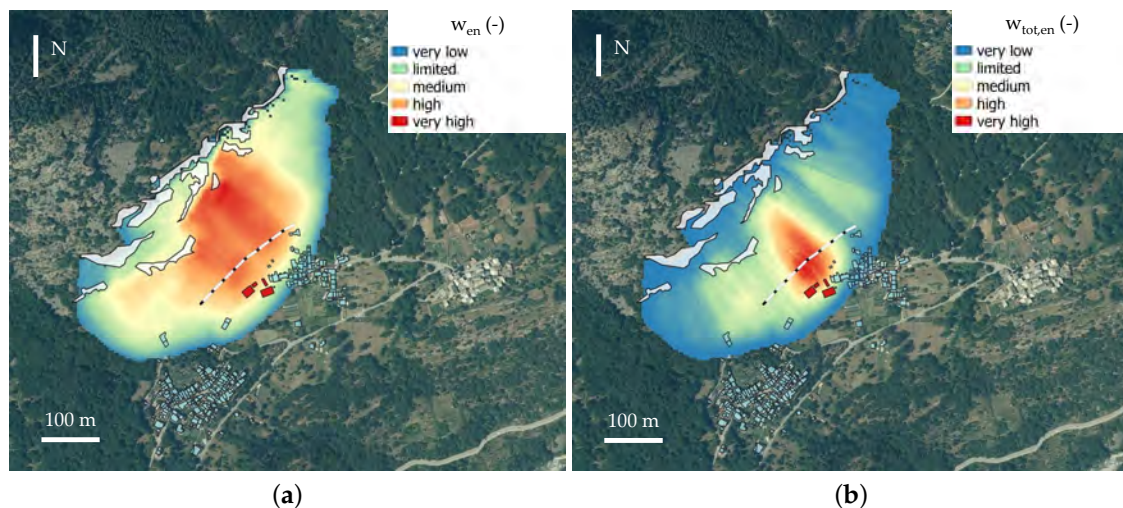 w_en (-)
very low
limited
medium
high
very high
N
100 m
(a)
w_tot,en (-)
very low
limited
medium
high
very high
N
100 m
(b)